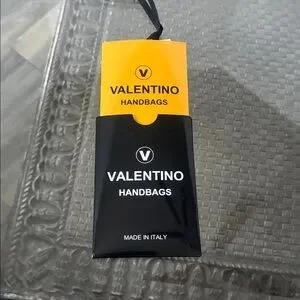 V
VALENTINO
HANDBAGS
V
VALENTINO
HANDBAGS
MADE IN ITALY